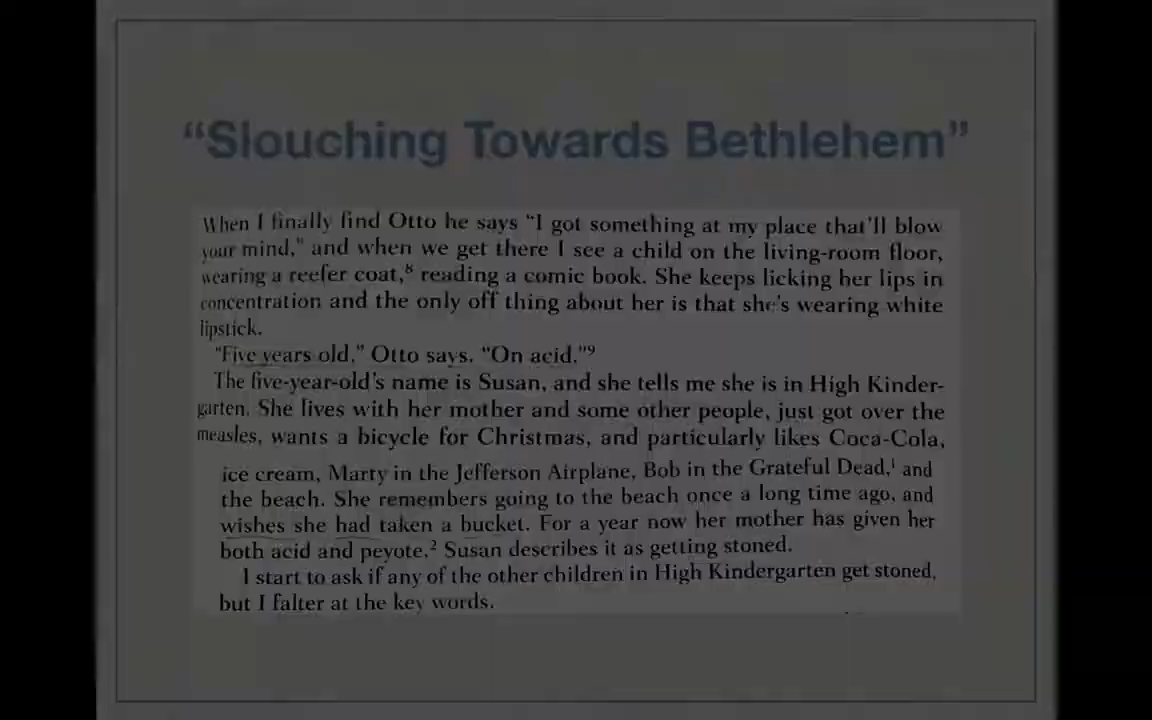 “Slouching Towards Bethlehem”
When I finally find Otto he says “I got something at my place that’ll blow
your mind,” and when we get there I see a child on the living-room floor,
wearing a reefer coat,⁸ reading a comic book. She keeps licking her lips in
concentration and the only off thing about her is that she’s wearing white
lipstick.
“Five years old,” Otto says. “On acid.”⁹
The five-year-old’s name is Susan, and she tells me she is in High Kinder-
garten. She lives with her mother and some other people, just got over the
measles, wants a bicycle for Christmas, and particularly likes Coca-Cola,
ice cream, Marty in the Jefferson Airplane, Bob in the Grateful Dead,¹ and
the beach. She remembers going to the beach once a long time ago, and
wishes she had taken a bucket. For a year now her mother has given her
both acid and peyote.² Susan describes it as getting stoned.
I start to ask if any of the other children in High Kindergarten get stoned,
but I falter at the key words.